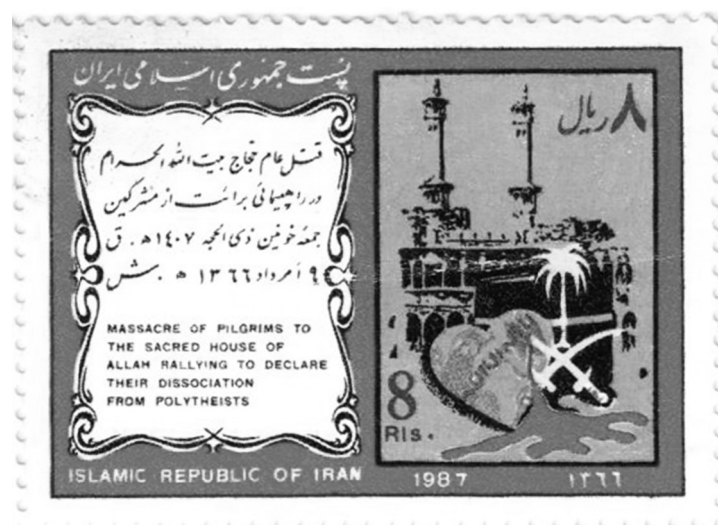 پست جمهوری اسلامی ایران
قتل عام حجاج بیت الله الحرام
در راهپیمائی برائت از مشرکین
جمعه خونین ذی الحجه ۱۴۰۷ ه . ق
۹ مرداد ۱۳۶۶ ه . ش
MASSACRE OF PILGRIMS TO
THE SACRED HOUSE OF
ALLAH RALLYING TO DECLARE
THEIR DISSOCIATION
FROM POLYTHEISTS
ISLAMIC REPUBLIC OF IRAN
۸ ریال
8
Rls.
1987
۱۳۶۶